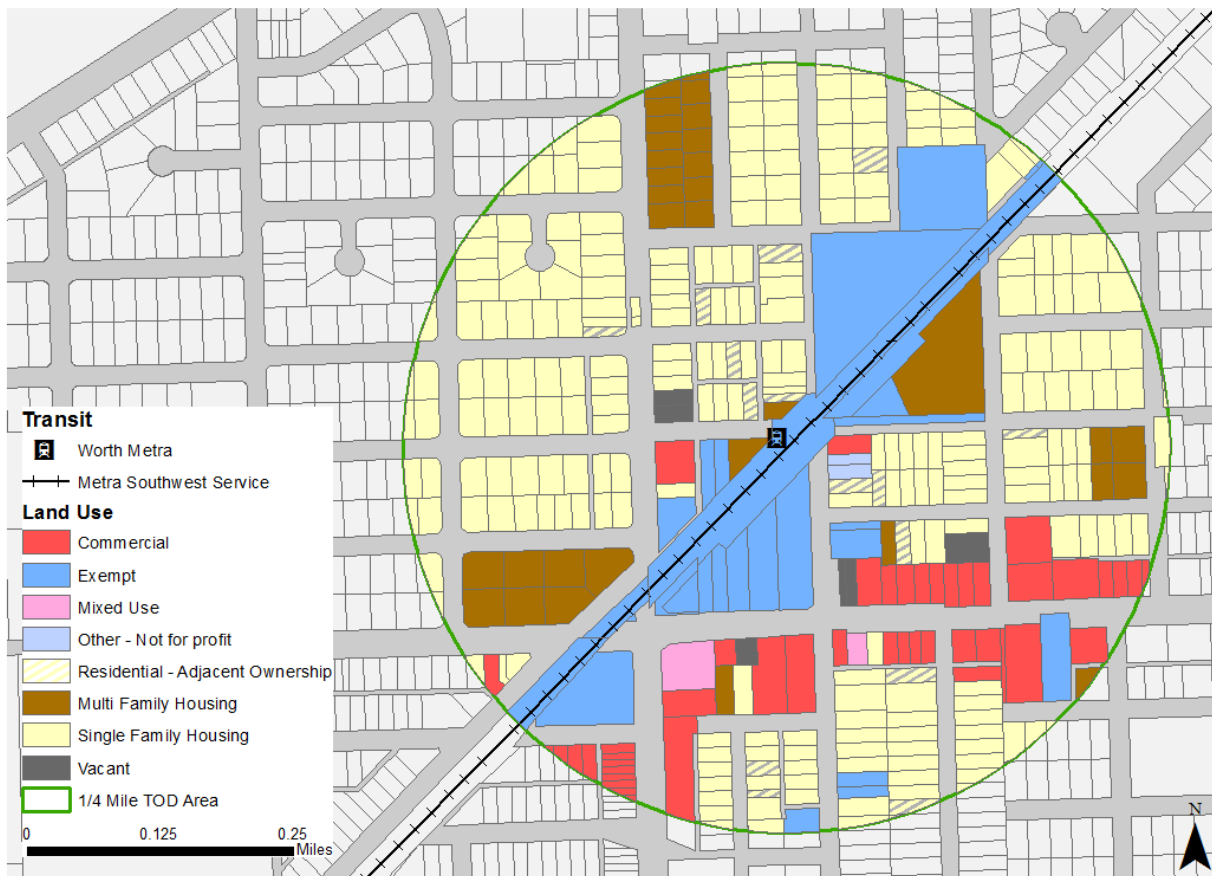 Transit
Worth Metra
Metra Southwest Service
Land Use
Commercial
Exempt
Mixed Use
Other - Not for profit
Residential - Adjacent Ownership
Multi Family Housing
Single Family Housing
Vacant
1/4 Mile TOD Area
0 0.125 0.25
Miles
N